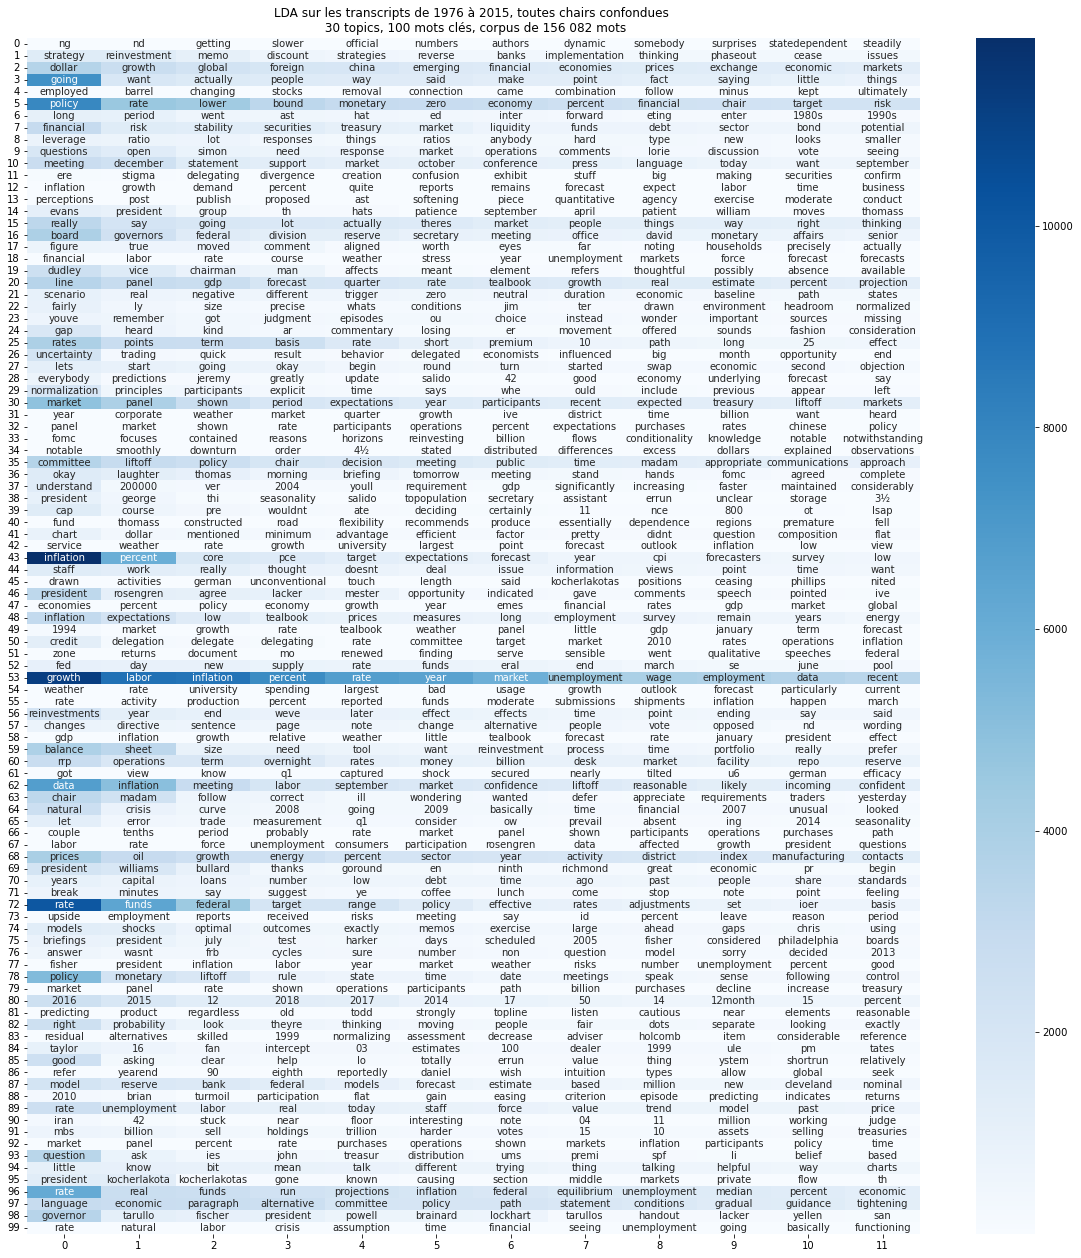 LDA sur les transcripts de 1976 à 2015, toutes chairs confondues
30 topics, 100 mots clés, corpus de 156 082 mots
0 ng nd getting slower official numbers authors dynamic somebody surprises statedependent steadily
1 strategy reinvestment memo discount strategies reverse banks implementation thinking phaseout cease issues
2 dollar growth global foreign china emerging financial economies prices exchange economic markets
3 going want actually people way said make point fact saying little things
4 employed barrel changing stocks removal connection came combination follow minus kept ultimately
5 policy rate lower bound monetary zero economy percent financial chair target risk
6 long period went ast hat ed inter forward eting enter 1980s 1990s
7 financial risk stability securities treasury market liquidity funds debt sector bond potential
8 leverage ratio lot responses things ratios anybody hard type new looks smaller
9 questions open simon need response market operations comments lorie discussion vote seeing
10 meeting december statement support market october conference press language today want september
11 ere stigma delegating divergence creation confusion exhibit stuff big making securities confirm
12 inflation growth demand percent quite reports remains forecast expect labor time business
13 perceptions post publish proposed ast softening piece quantitative agency exercise moderate conduct
14 evans president group th hats patience september april patient william moves thomass
15 really say going lot actually theres market people things way right thinking
16 board governors federal division reserve secretary meeting office david monetary affairs senior
17 figure true moved comment aligned worth eyes far noting households precisely actually
18 financial labor rate course weather stress year unemployment markets force forecast forecasts
19 dudley vice chairman man affects meant element refers thoughtful possibly absence available
20 line panel gdp forecast quarter rate tealbook growth real estimate percent projection
21 scenario real negative different trigger zero neutral duration economic baseline path states
22 fairly ly size precise whats conditions jim ter drawn environment headroom normalized
23 youve remember got judgment episodes ou choice instead wonder important sources missing
24 gap heard kind ar commentary losing er movement offered sounds fashion consideration
25 rates points term basis rate short premium 10 path long 25 effect
26 uncertainty trading quick result behavior delegated economists influenced big month opportunity end
27 lets start going okay begin round turn started swap economic second objection
28 everybody predictions jeremy greatly update salido 42 good economy underlying forecast say
29 normalization principles participants explicit time says whe ould include previous appear left
30 market panel shown period expectations year participants recent expected treasury liftoff markets
31 year corporate weather market quarter growth ive district time billion want heard
32 panel market shown rate participants operations percent expectations purchases rates chinese policy
33 fomc focuses contained reasons horizons reinvesting billion flows conditionality knowledge notable notwithstanding
34 notable smoothly downturn order 4½ stated distributed differences excess dollars explained observations
35 committee liftoff policy chair decision meeting public time madam appropriate communications approach
36 okay laughter thomas morning briefing tomorrow meeting stand hands fomc agreed complete
37 understand 200000 ver 2004 youll requirement gdp significantly increasing faster maintained considerably
38 president george thi seasonality salido topopulation secretary assistant errun unclear storage 3½
39 cap course pre wouldnt ate deciding certainly 11 nce 800 ot lsap
40 fund thomass constructed road flexibility recommends produce essentially dependence regions premature fell
41 chart dollar mentioned minimum advantage efficient factor pretty didnt question composition flat
42 service weather rate growth university largest point forecast outlook inflation low view
43 inflation percent core pce target expectations forecast year cpi forecasters survey low
44 staff work really thought doesnt deal issue information views point time want
45 drawn activities german unconventional touch length said kocherlakotas positions ceasing phillips nited
46 president rosengren agree lacker mester opportunity indicated gave comments speech pointed ive
47 economies percent policy economy growth year emes financial rates gdp market global
48 inflation expectations low tealbook prices measures long employment survey remain years energy
49 1994 market growth rate tealbook weather panel little gdp january term forecast
50 credit delegation delegate delegating rate committee target market 2010 rates operations inflation
51 zone returns document mo renewed finding serve sensible went qualitative speeches federal
52 fed day new supply rate funds eral end march se june pool
53 growth labor inflation percent rate year market unemployment wage employment data recent
54 weather rate university spending largest bad usage growth outlook forecast particularly current
55 rate activity production percent reported funds moderate submissions shipments inflation happen march
56 reinvestments year end weve later effect effects time point ending say said
57 changes directive sentence page note change alternative people vote opposed nd wording
58 gdp inflation growth relative weather little tealbook forecast rate january president effect
59 balance sheet size need tool want reinvestment process time portfolio really prefer
60 rrp operations term overnight rates money billion desk market facility repo reserve
61 got view know q1 captured shock secured nearly tilted u6 german efficacy
62 data inflation meeting labor september market confidence liftoff reasonable likely incoming confident
63 chair madam follow correct ill wondering wanted defer appreciate requirements traders yesterday
64 natural crisis curve 2008 going 2009 basically time financial 2007 unusual looked
65 let error trade measurement q1 consider ow prevail absent ing 2014 seasonality
66 couple tenths period probably rate market panel shown participants operations purchases path
67 labor rate force unemployment consumers participation rosengren data affected growth president questions
68 prices oil growth energy percent sector year activity district index manufacturing contacts
69 president williams bullard thanks goround en ninth richmond great economic pr begin
70 years capital loans number low debt time ago past people share standards
71 break minutes say suggest ye coffee lunch come stop note point feeling
72 rate funds federal target range policy effective rates adjustments set ioer basis
73 upside employment reports received risks meeting say id percent leave reason period
74 models shocks optimal outcomes exactly memos exercise large ahead gaps chris using
75 briefings president july test harker days scheduled 2005 fisher considered philadelphia boards
76 answer wasnt frb cycles sure number non question model sorry decided 2013
77 fisher president inflation labor year market weather risks number unemployment percent good
78 policy monetary liftoff rule state time date meetings speak sense following control
79 market panel rate shown operations participants path billion purchases decline increase treasury
80 2016 2015 12 2018 2017 2014 17 50 14 12month 15 percent
81 predicting product regardless old todd strongly topline listen cautious near elements reasonable
82 right probability look theyre thinking moving people fair dots separate looking exactly
83 residual alternatives skilled 1999 normalizing assessment decrease adviser holcomb item considerable reference
84 taylor 16 fan intercept 03 estimates 100 dealer 1999 ule pm tates
85 good asking clear help lo totally errun value thing ystem shortrun relatively
86 refer yearend 90 eighth reportedly daniel wish intuition types allow global seek
87 model reserve bank federal models forecast estimate based million new cleveland nominal
88 2010 brian turmoil participation flat gain easing criterion episode predicting indicates returns
89 rate unemployment labor real today staff force value trend model past price
90 iran 42 stuck near floor interesting note 04 11 million working judge
91 mbs billion sell holdings trillion harder votes 15 10 assets selling treasuries
92 market panel percent rate purchases operations shown markets inflation participants policy time
93 question ask ies john treasur distribution ums premi spf li belief based
94 little know bit mean talk different trying thing talking helpful way charts
95 president kocherlakota kocherlakotas gone known causing section middle markets private flow th
96 rate real funds run projections inflation federal equilibrium unemployment median percent economic
97 language economic paragraph alternative committee policy path statement conditions gradual guidance tightening
98 governor tarullo fischer president powell brainard lockhart tarullos handout lacker yellen san
99 rate natural labor crisis assumption time financial seeing unemployment going basically functioning
0 1 2 3 4 5 6 7 8 9 10 11
10000
8000
6000
4000
2000